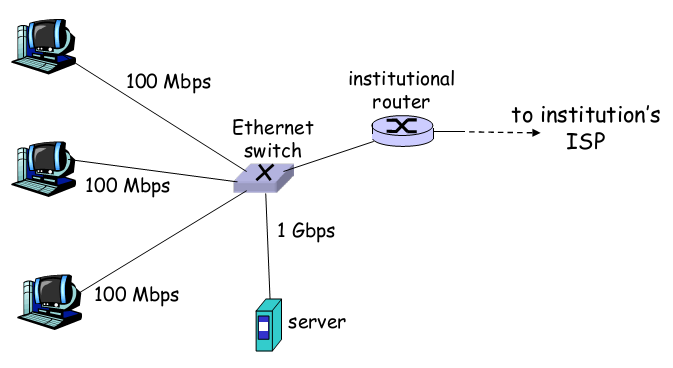 100 Mbps
institutional
router
to institution's
ISP
Ethernet
switch
100 Mbps
1 Gbps
100 Mbps
server